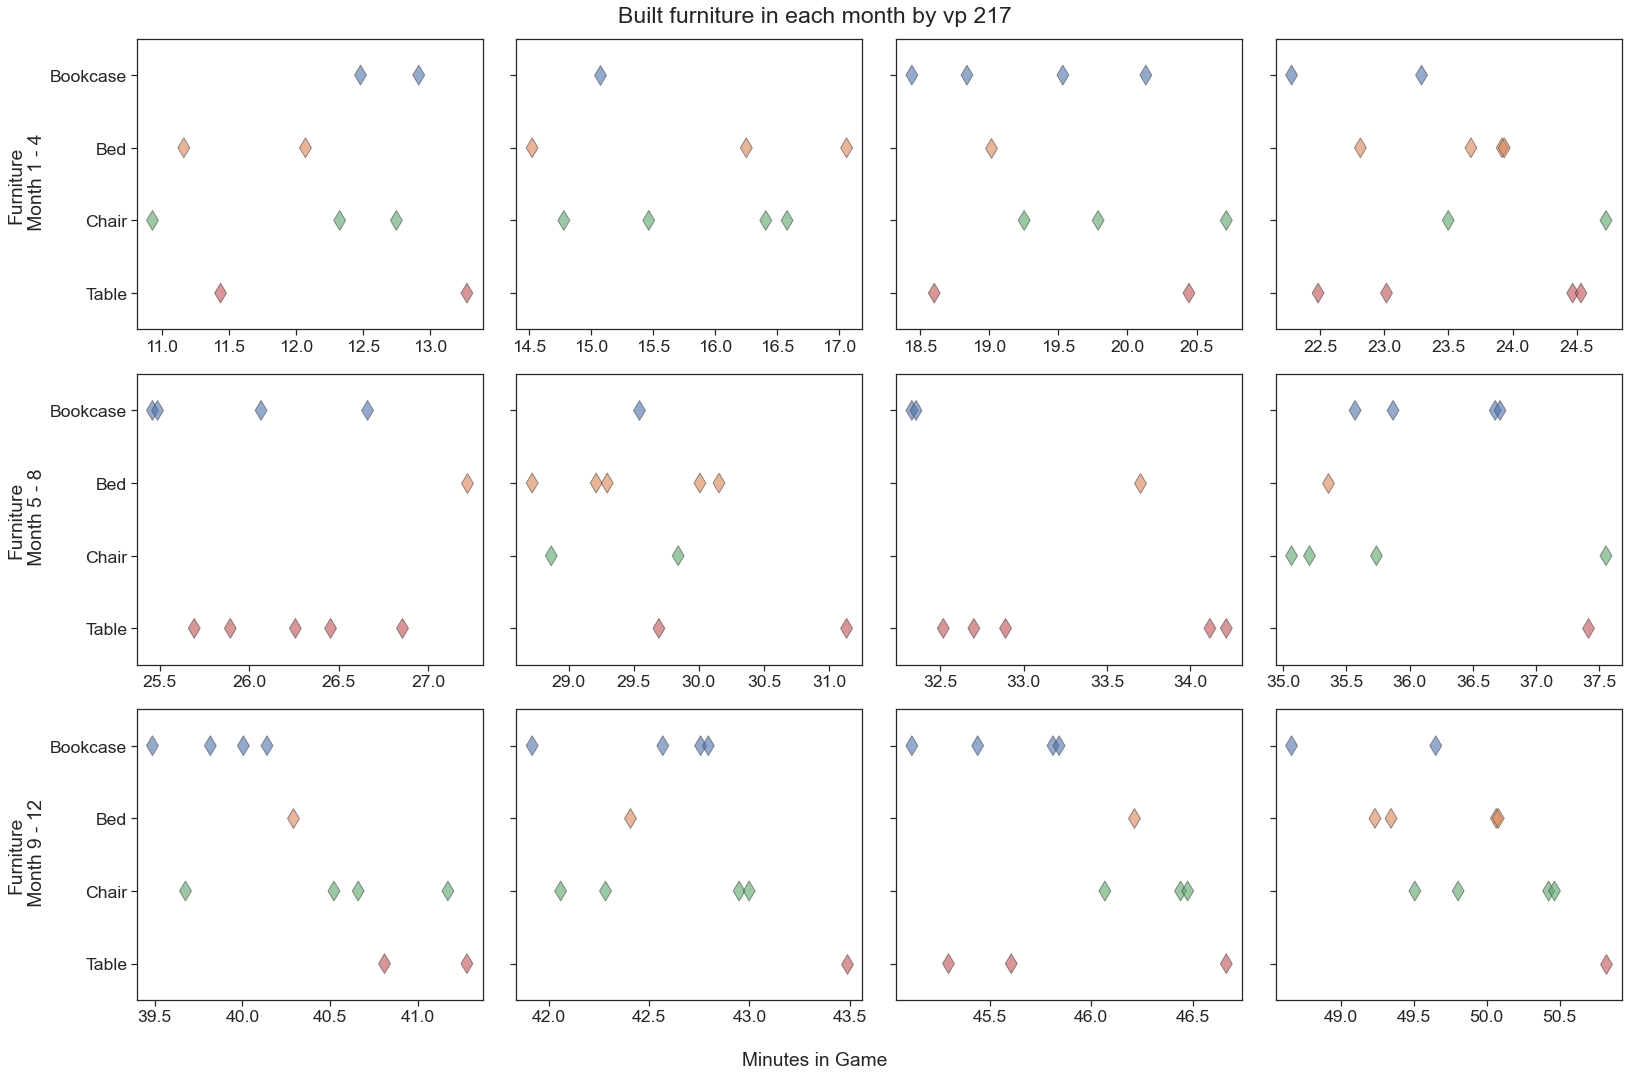 Built furniture in each month by vp 217
Furniture
Month 1 - 4
Bookcase
Bed
Chair
Table
11.0 11.5 12.0 12.5 13.0
14.5 15.0 15.5 16.0 16.5 17.0
18.5 19.0 19.5 20.0 20.5
22.5 23.0 23.5 24.0 24.5
Furniture
Month 5 - 8
Bookcase
Bed
Chair
Table
25.5 26.0 26.5 27.0
29.0 29.5 30.0 30.5 31.0
32.5 33.0 33.5 34.0
35.0 35.5 36.0 36.5 37.0 37.5
Furniture
Month 9 - 12
Bookcase
Bed
Chair
Table
39.5 40.0 40.5 41.0
42.0 42.5 43.0 43.5
45.5 46.0 46.5
49.0 49.5 50.0 50.5
Minutes in Game